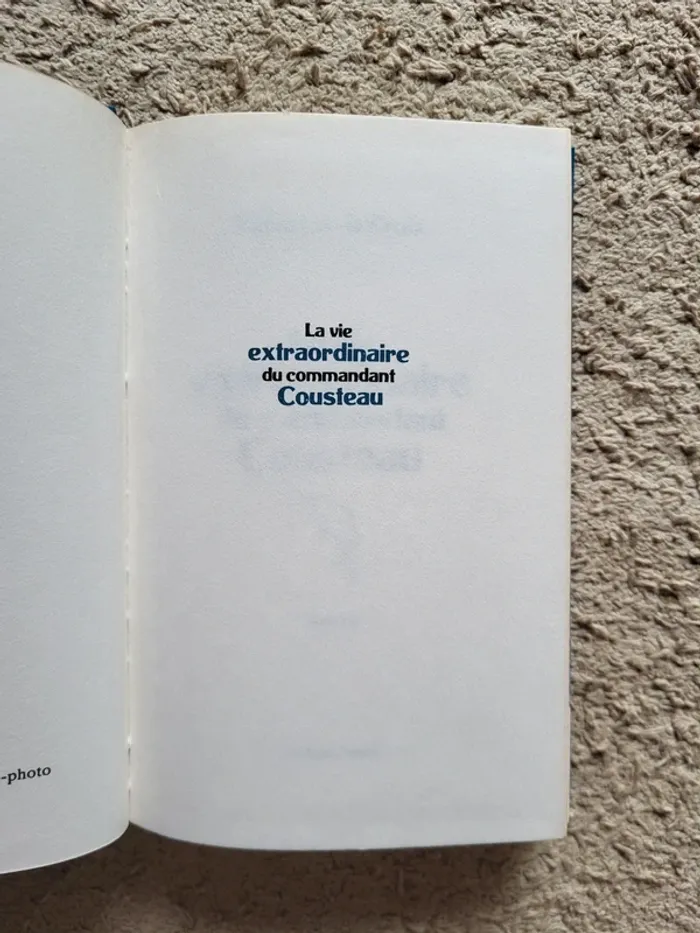 -photo
La vie
extraordinaire
du commandant
Cousteau